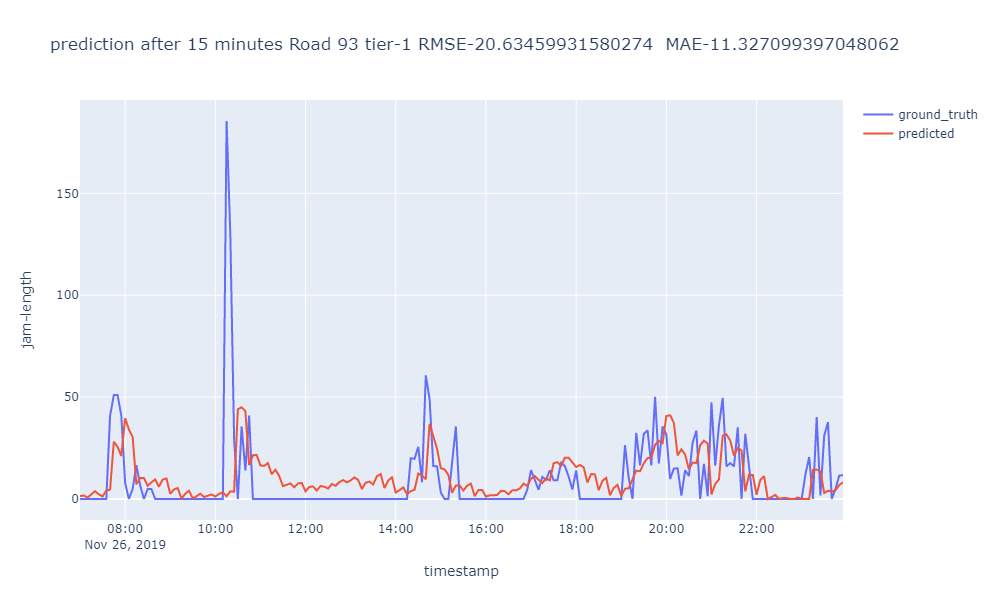 prediction after 15 minutes Road 93 tier-1 RMSE-20.63459931580274  MAE-11.327099397048062
ground_truth
predicted
150
100
50
0
jam-length
08:00 10:00 12:00 14:00 16:00 18:00 20:00 22:00
Nov 26, 2019
timestamp